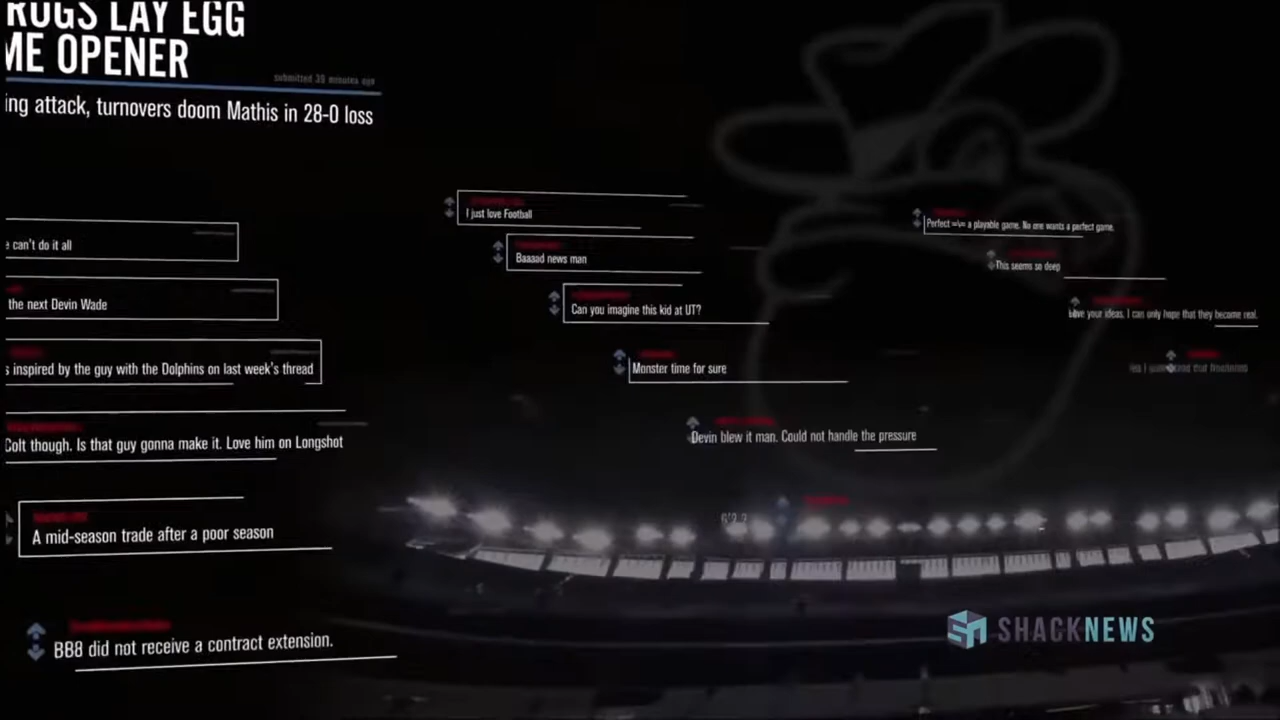 RUGS LAY EGG
ME OPENER
submitted 39 minutes ago
ing attack, turnovers doom Mathis in 28-0 loss
e can't do it all
the next Devin Wade
s inspired by the guy with the Dolphins on last week's thread
Colt though. Is that guy gonna make it. Love him on Longshot
A mid-season trade after a poor season
BB8 did not receive a contract extension.
I just love Football
Baaaad news man
Can you imagine this kid at UT?
Monster time for sure
Devin blew it man. Could not handle the pressure
Perfect =\= a playable game. No one wants a perfect game.
This seems so deep
love your ideas, I can only hope that they become real.
SHACKNEWS